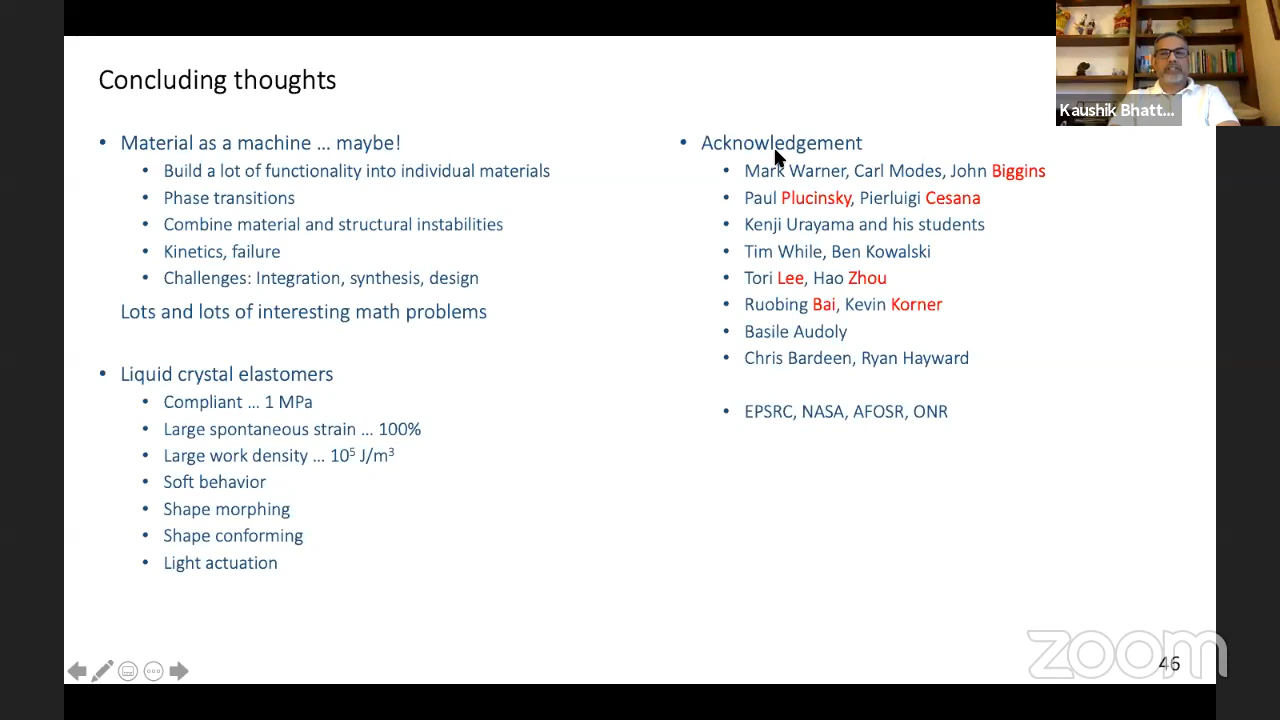 Concluding thoughts
• Material as a machine ... maybe!
• Build a lot of functionality into individual materials
• Phase transitions
• Combine material and structural instabilities
• Kinetics, failure
• Challenges: Integration, synthesis, design
Lots and lots of interesting math problems
• Liquid crystal elastomers
• Compliant ... 1 MPa
• Large spontaneous strain ... 100%
• Large work density ... 10⁵ J/m³
• Soft behavior
• Shape morphing
• Shape conforming
• Light actuation
• Acknowledgement
• Mark Warner, Carl Modes, John Biggins
• Paul Plucinsky, Pierluigi Cesana
• Kenji Urayama and his students
• Tim While, Ben Kowalski
• Tori Lee, Hao Zhou
• Ruobing Bai, Kevin Korner
• Basile Audoly
• Chris Bardeen, Ryan Hayward
• EPSRC, NASA, AFOSR, ONR
Kaushik Bhatt...
zoom
46